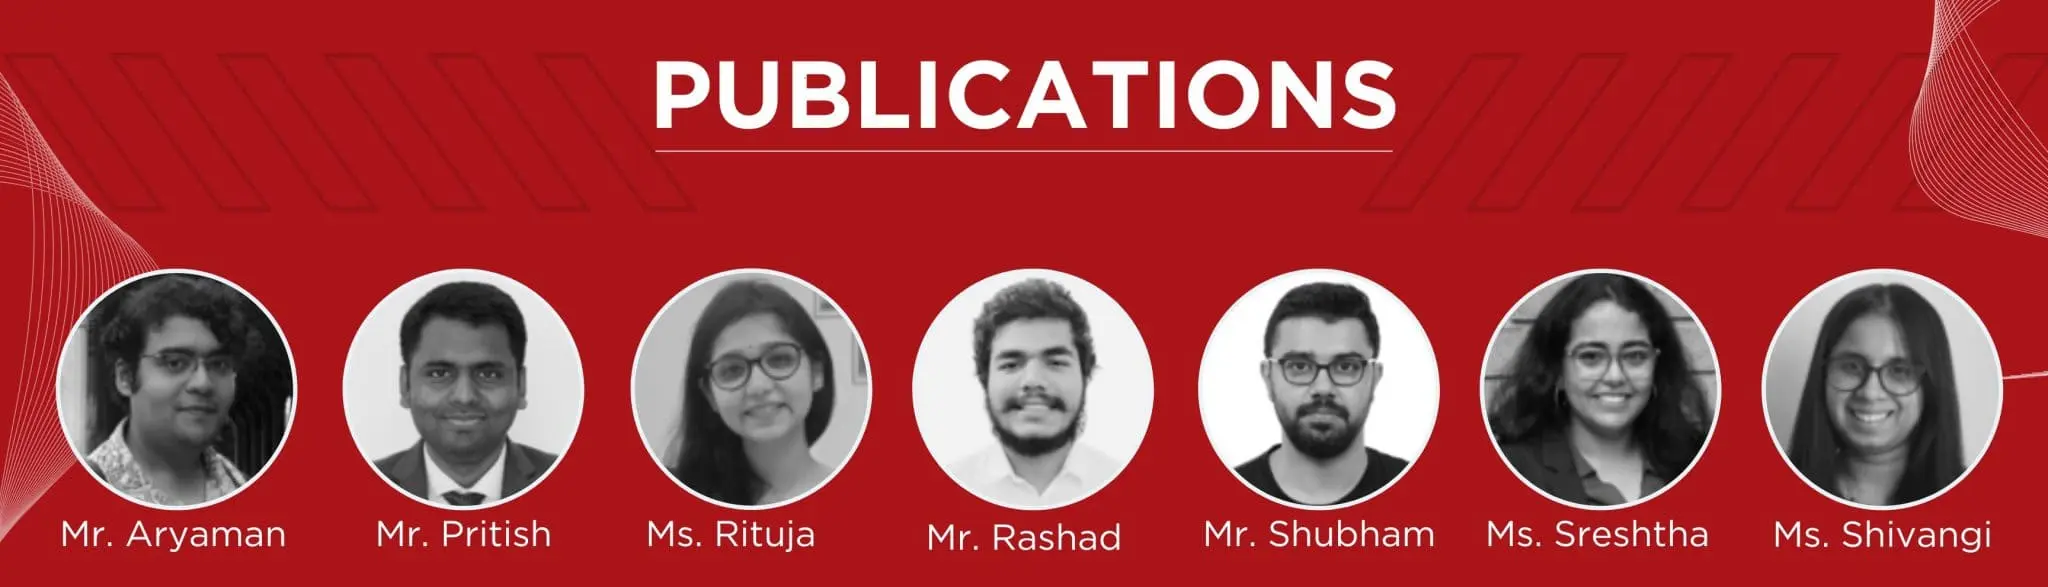 PUBLICATIONS
Mr. Aryaman
Mr. Pritish
Ms. Rituja
Mr. Rashad
Mr. Shubham
Ms. Sreshtha
Ms. Shivangi